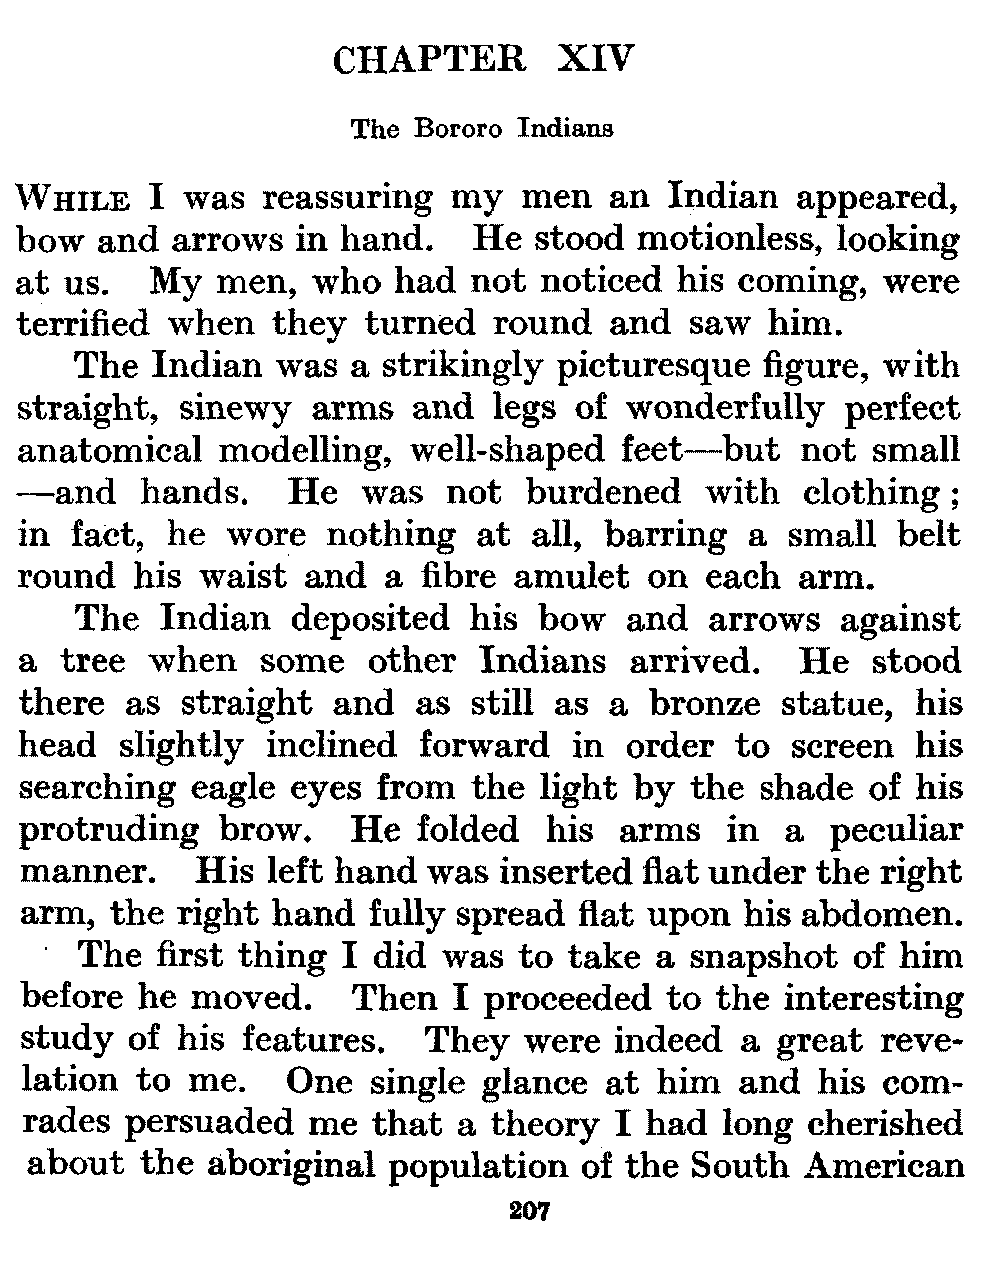 CHAPTER XIV
The Bororo Indians
WHILE I was reassuring my men an Indian appeared,
bow and arrows in hand. He stood motionless, looking
at us. My men, who had not noticed his coming, were
terrified when they turned round and saw him.
The Indian was a strikingly picturesque figure, with
straight, sinewy arms and legs of wonderfully perfect
anatomical modelling, well-shaped feet—but not small
—and hands. He was not burdened with clothing ;
in fact, he wore nothing at all, barring a small belt
round his waist and a fibre amulet on each arm.
The Indian deposited his bow and arrows against
a tree when some other Indians arrived. He stood
there as straight and as still as a bronze statue, his
head slightly inclined forward in order to screen his
searching eagle eyes from the light by the shade of his
protruding brow. He folded his arms in a peculiar
manner. His left hand was inserted flat under the right
arm, the right hand fully spread flat upon his abdomen.
The first thing I did was to take a snapshot of him
before he moved. Then I proceeded to the interesting
study of his features. They were indeed a great reve-
lation to me. One single glance at him and his com-
rades persuaded me that a theory I had long cherished
about the aboriginal population of the South American
207